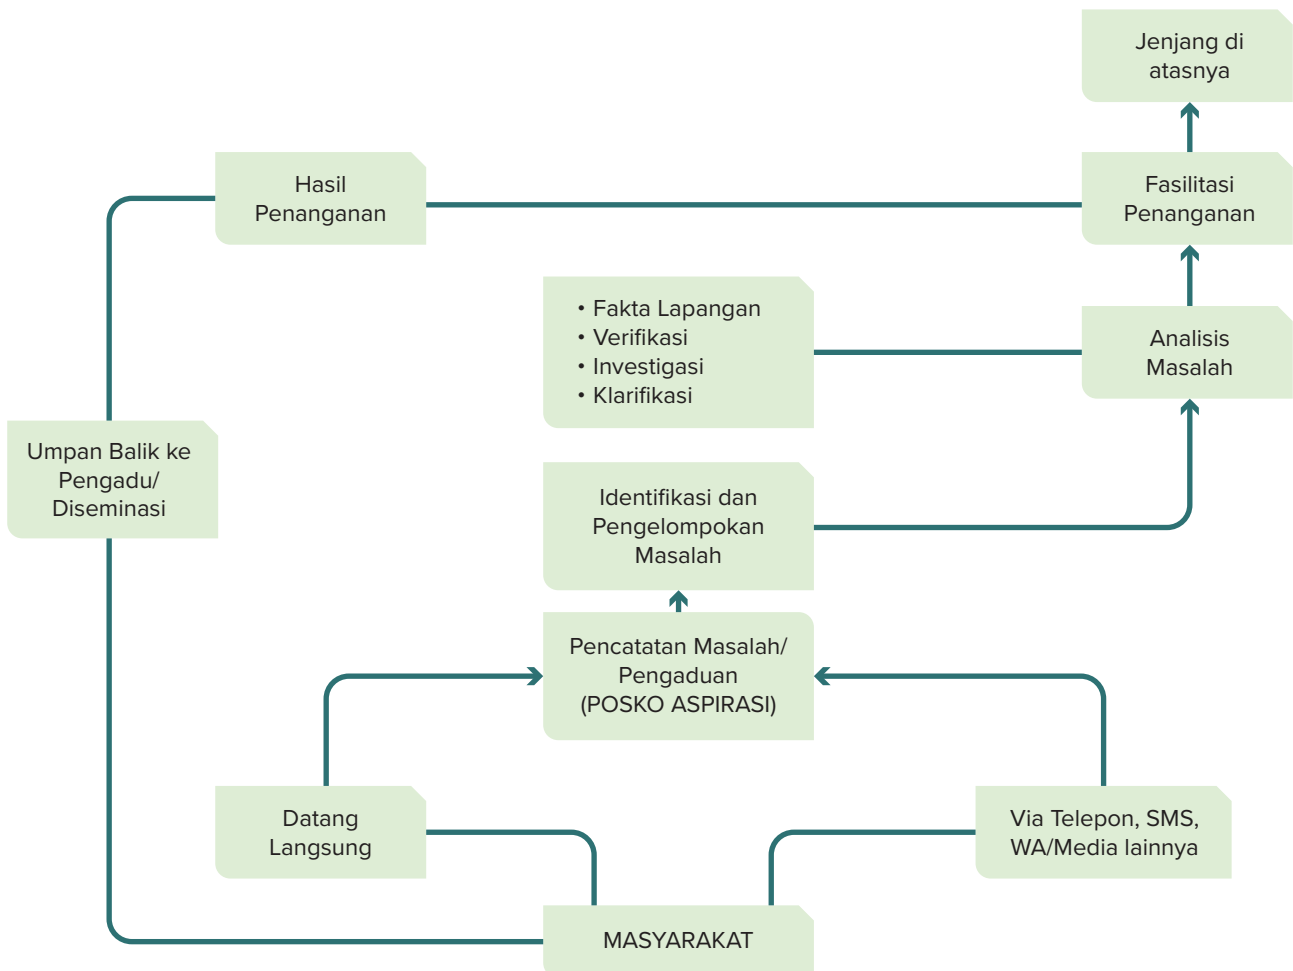 Jenjang di
atasnya
Hasil
Penanganan
Fasilitasi
Penanganan
• Fakta Lapangan
• Verifikasi
• Investigasi
• Klarifikasi
Analisis
Masalah
Umpan Balik ke
Pengadu/
Diseminasi
Identifikasi dan
Pengelompokan
Masalah
Pencatatan Masalah/
Pengaduan
(POSKO ASPIRASI)
Datang
Langsung
Via Telepon, SMS,
WA/Media lainnya
MASYARAKAT